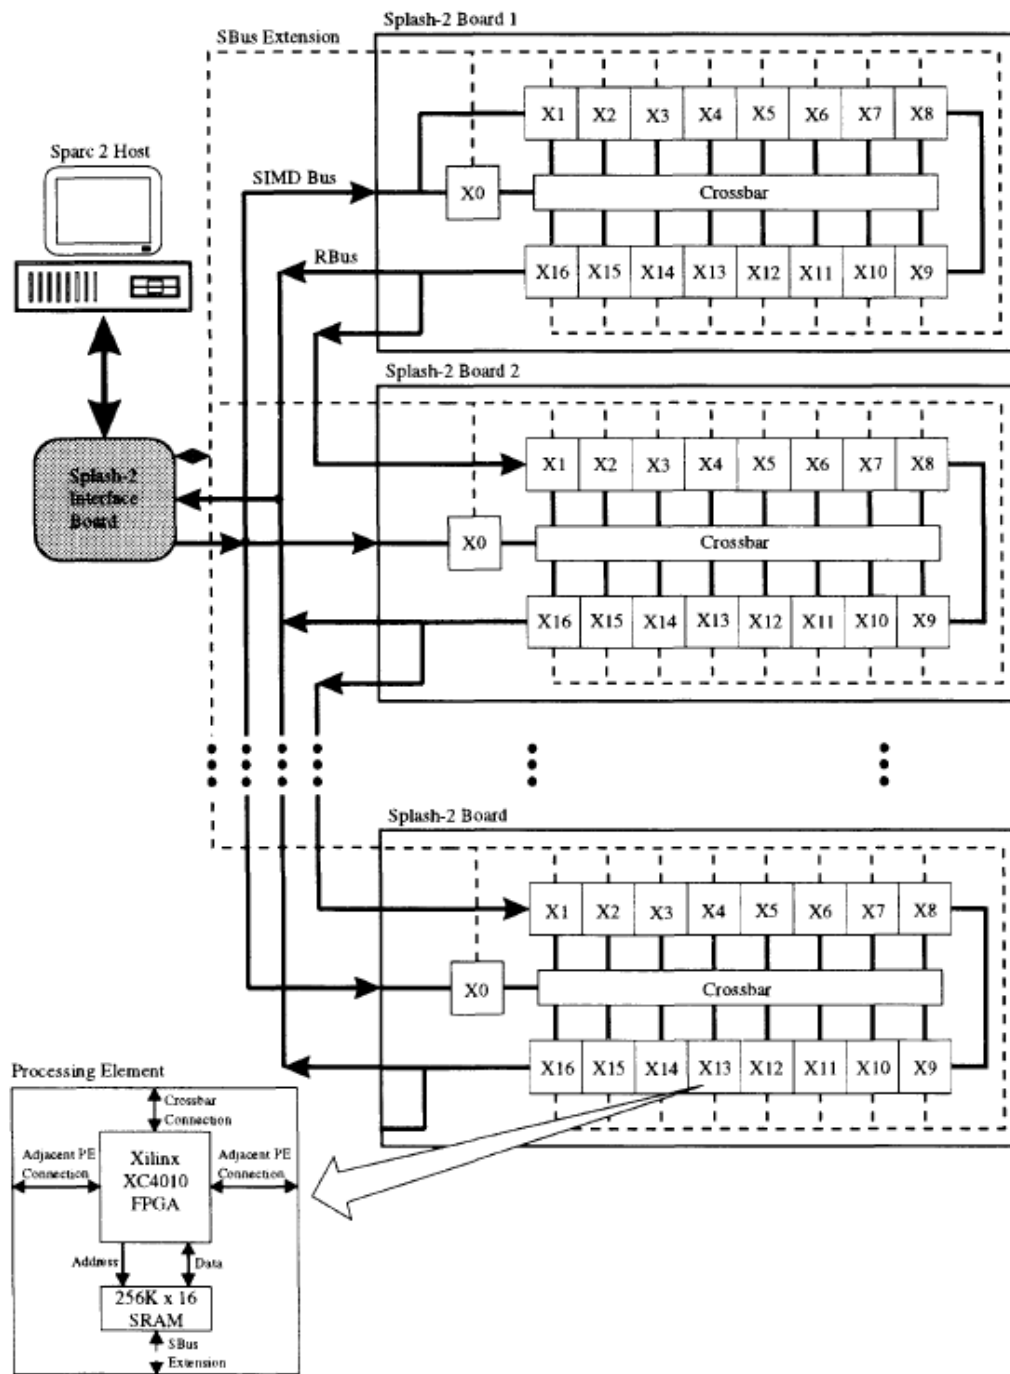 Splash-2 Board 1
SBus Extension
X1 X2 X3 X4 X5 X6 X7 X8
Sparc 2 Host
SIMD Bus
X0
Crossbar
RBus
X16 X15 X14 X13 X12 X11 X10 X9
Splash-2 Board 2
X1 X2 X3 X4 X5 X6 X7 X8
Splash-2
Interface
Board
X0
Crossbar
X16 X15 X14 X13 X12 X11 X10 X9
Splash-2 Board
X1 X2 X3 X4 X5 X6 X7 X8
X0
Crossbar
X16 X15 X14 X13 X12 X11 X10 X9
Processing Element
Crossbar
Connection
Adjacent PE
Connection
Xilinx
XC4010
FPGA
Adjacent PE
Connection
Address
Data
256K x 16
SRAM
SBus
Extension